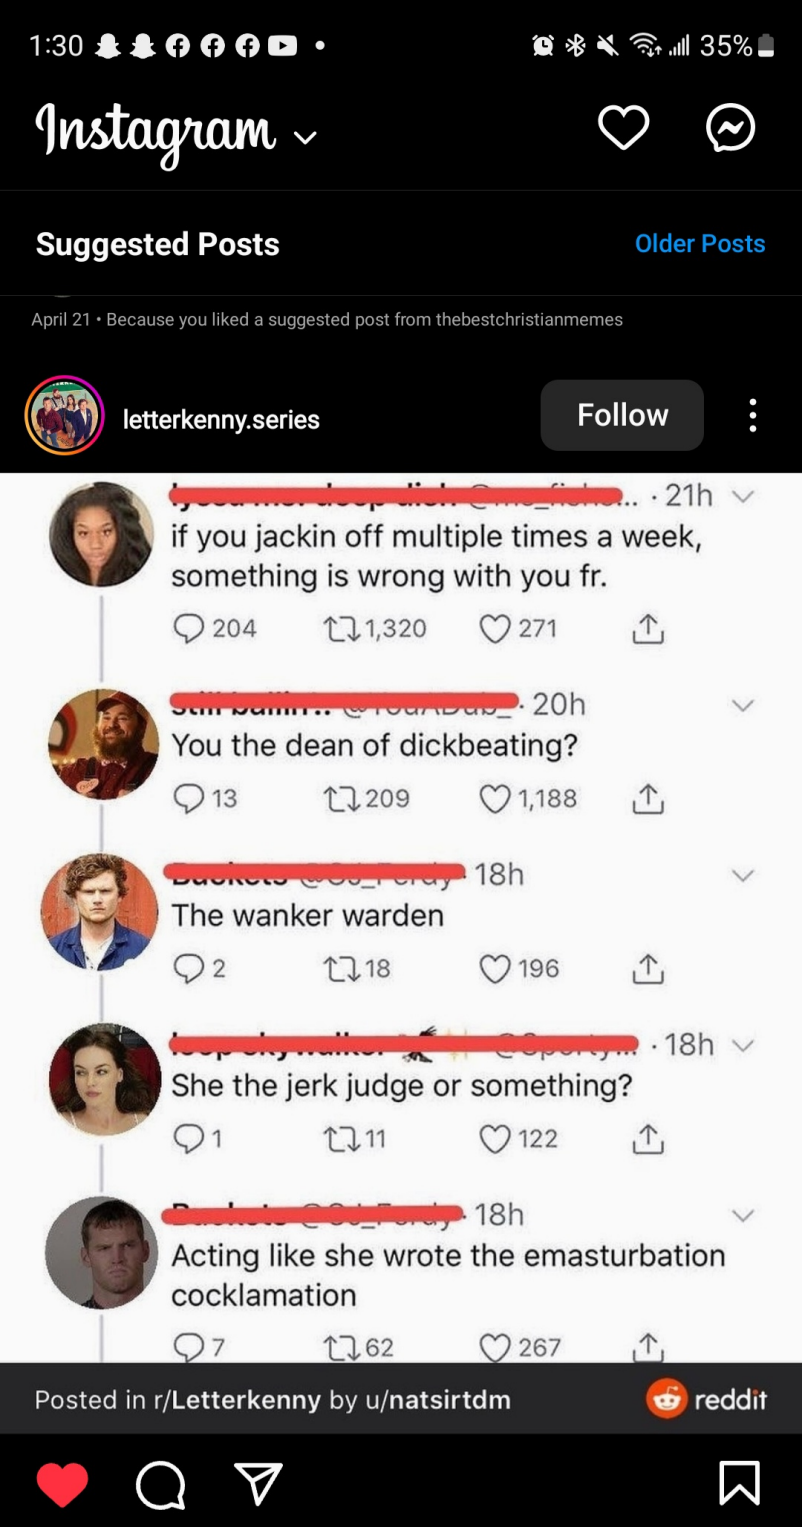 1:30
35%
Instagram
Suggested Posts
Older Posts
April 21 • Because you liked a suggested post from thebestchristianmemes
letterkenny.series
Follow
· 21h
if you jackin off multiple times a week,
something is wrong with you fr.
204 1,320 271
· 20h
You the dean of dickbeating?
13 209 1,188
· 18h
The wanker warden
2 18 196
· 18h
She the jerk judge or something?
1 11 122
· 18h
Acting like she wrote the emasturbation
cocklamation
7 62 267
Posted in r/Letterkenny by u/natsirtdm
reddit